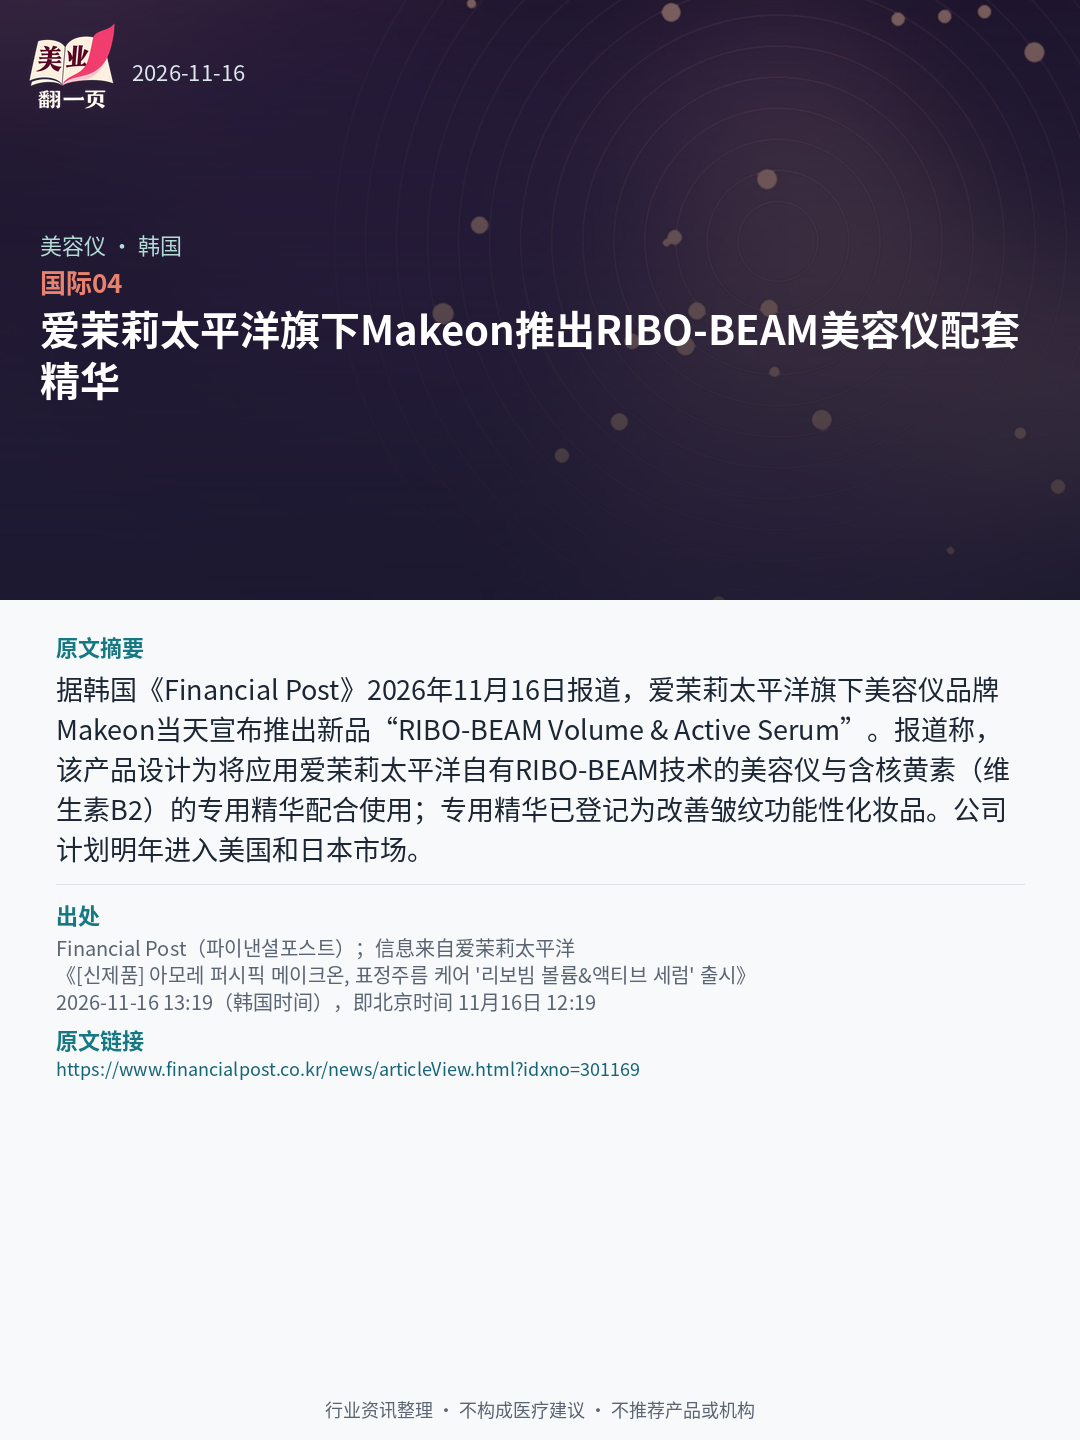 美业
翻一页
2026-11-16
美容仪 · 韩国
国际04
爱茉莉太平洋旗下Makeon推出RIBO-BEAM美容仪配套
精华
原文摘要
据韩国《Financial Post》2026年11月16日报道，爱茉莉太平洋旗下美容仪品牌
Makeon当天宣布推出新品“RIBO-BEAM Volume & Active Serum”。报道称，
该产品设计为将应用爱茉莉太平洋自有RIBO-BEAM技术的美容仪与含核黄素（维
生素B2）的专用精华配合使用；专用精华已登记为改善皱纹功能性化妆品。公司
计划明年进入美国和日本市场。
出处
Financial Post（파이낸셜포스트）；信息来自爱茉莉太平洋
《[신제품] 아모레 퍼시픽 메이크온, 표정주름 케어 '리보빔 볼륨&액티브 세럼' 출시》
2026-11-16 13:19（韩国时间），即北京时间 11月16日 12:19
原文链接
https://www.financialpost.co.kr/news/articleView.html?idxno=301169
行业资讯整理 · 不构成医疗建议 · 不推荐产品或机构